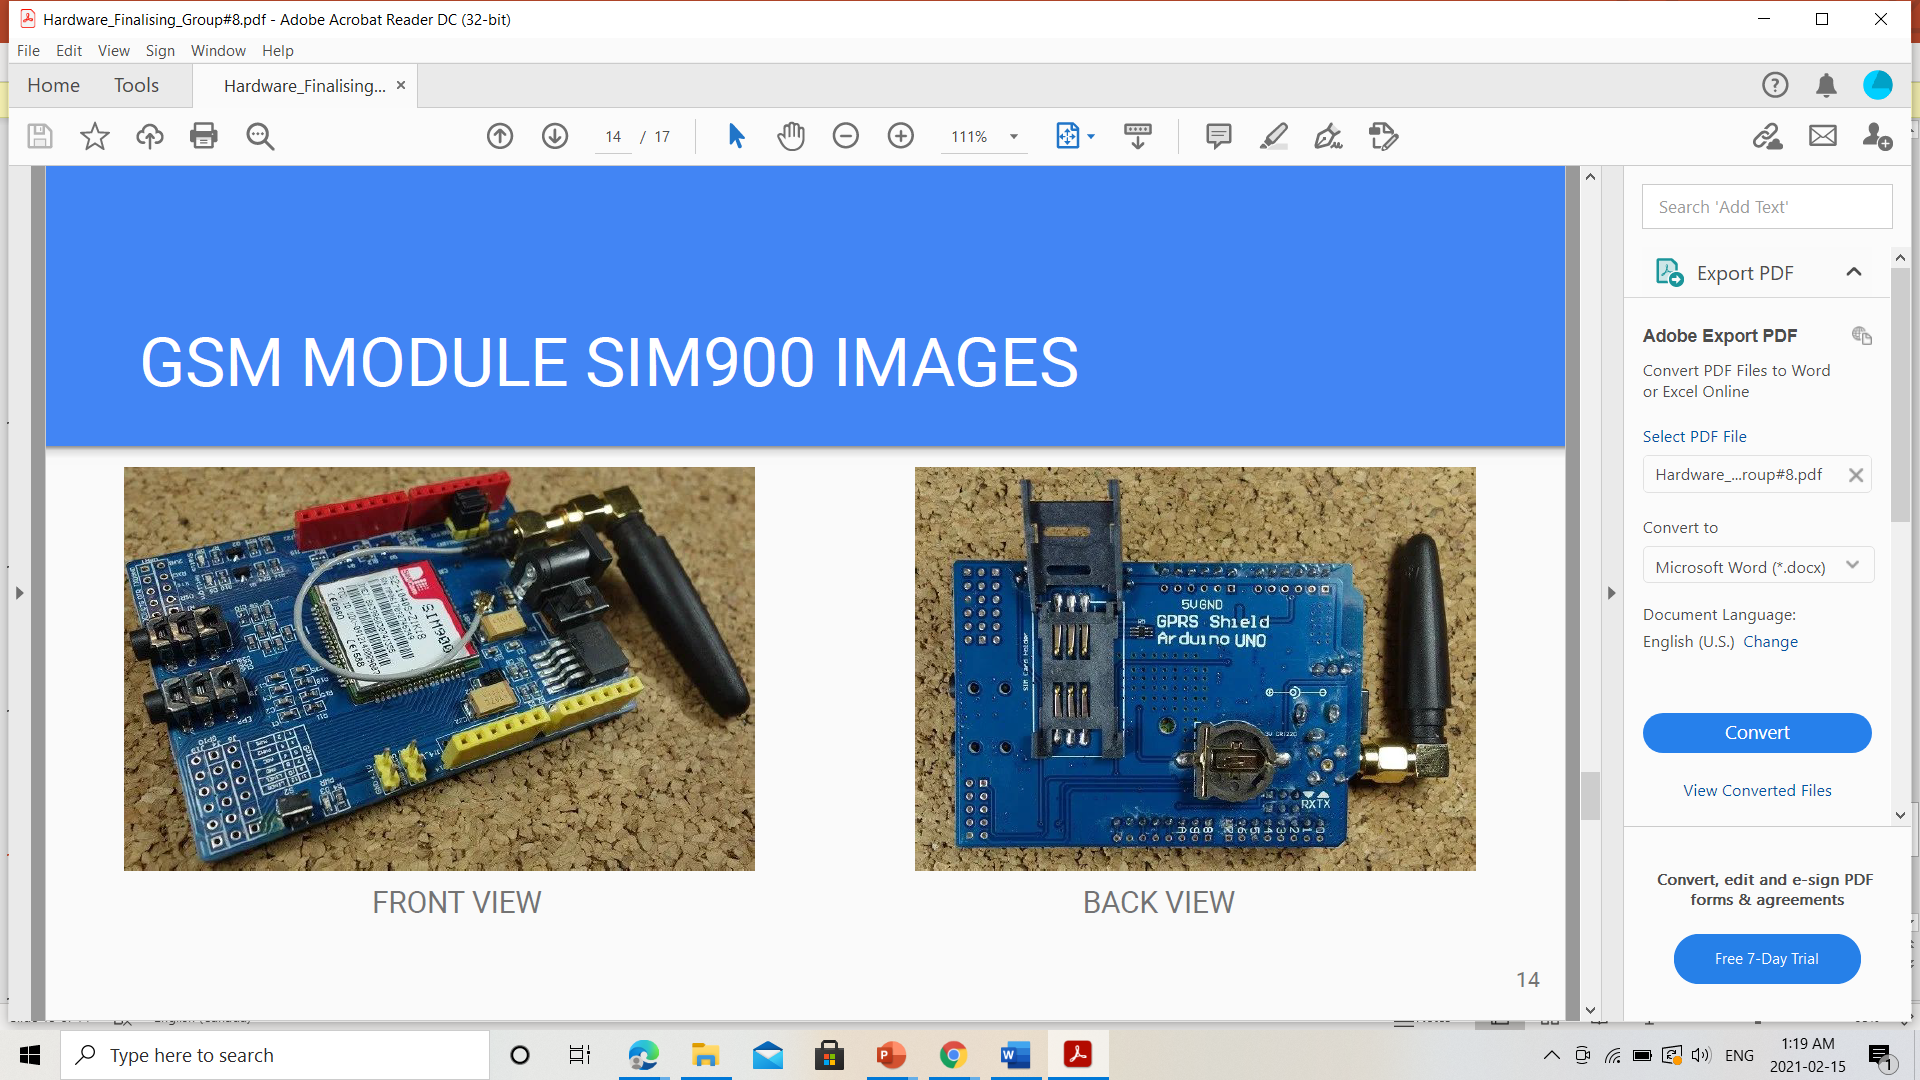 Hardware_Finalising_Group#8.pdf - Adobe Acrobat Reader DC (32-bit)
File Edit View Sign Window Help
Home Tools Hardware_Finalising... ×
14 / 17 111%
Search 'Add Text'
Export PDF
Adobe Export PDF
Convert PDF Files to Word
or Excel Online
Select PDF File
Hardware_...roup#8.pdf
Convert to
Microsoft Word (*.docx)
Document Language:
English (U.S.) Change
Convert
View Converted Files
Convert, edit and e-sign PDF
forms & agreements
Free 7-Day Trial
GSM MODULE SIM900 IMAGES
SIM900
5V GND
GPRS Shield
Arduino UNO
SIM Card Holder
RXTX
FRONT VIEW
BACK VIEW
14
Type here to search
ENG
1:19 AM
2021-02-15
1